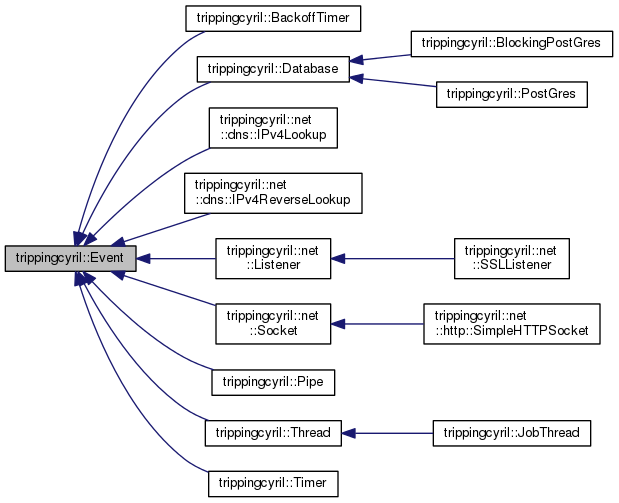 trippingcyril::BackoffTimer
trippingcyril::BlockingPostGres
trippingcyril::Database
trippingcyril::PostGres
trippingcyril::net
::dns::IPv4Lookup
trippingcyril::net
::dns::IPv4ReverseLookup
trippingcyril::Event
trippingcyril::net
::Listener
trippingcyril::net
::SSLListener
trippingcyril::net
::Socket
trippingcyril::net
::http::SimpleHTTPSocket
trippingcyril::Pipe
trippingcyril::Thread
trippingcyril::JobThread
trippingcyril::Timer